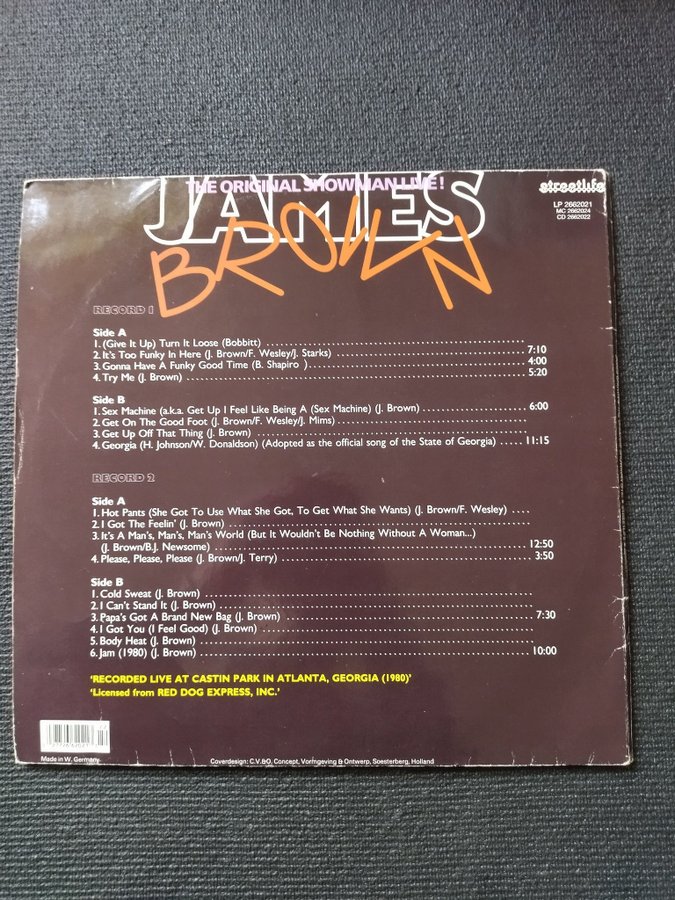 THE ORIGINAL SHOWMAN LIVE!
JAMES
BROWN
streetlife
LP 2662021
MC 2662024
CD 2662022
RECORD 1
Side A
1. (Give It Up) Turn It Loose (Bobbitt)
2. It's Too Funky In Here (J. Brown/F. Wesley/J. Starks) 7:10
3. Gonna Have A Funky Good Time (B. Shapiro ) 4:00
4. Try Me (J. Brown) 5:20
Side B
1. Sex Machine (a.k.a. Get Up I Feel Like Being A (Sex Machine) (J. Brown) 6:00
2. Get On The Good Foot (J. Brown/F. Wesley/J. Mims)
3. Get Up Off That Thing (J. Brown)
4. Georgia (H. Johnson/W. Donaldson) (Adopted as the official song of the State of Georgia) 11:15
RECORD 2
Side A
1. Hot Pants (She Got To Use What She Got, To Get What She Wants) (J. Brown/F. Wesley)
2. I Got The Feelin' (J. Brown)
3. It's A Man's, Man's, Man's World (But It Wouldn't Be Nothing Without A Woman...)
(J. Brown/B.J. Newsome) 12:50
4. Please, Please, Please (J. Brown/J. Terry) 3:50
Side B
1. Cold Sweat (J. Brown)
2. I Can't Stand It (J. Brown)
3. Papa's Got A Brand New Bag (J. Brown) 7:30
4. I Got You (I Feel Good) (J. Brown)
5. Body Heat (J. Brown)
6. Jam (1980) (J. Brown) 10:00
'RECORDED LIVE AT CASTIN PARK IN ATLANTA, GEORGIA (1980)'
'Licensed from RED DOG EXPRESS, INC.'
Made in W. Germany
Coverdesign: C.V.&O, Concept, Vormgeving & Ontwerp, Soesterberg, Holland